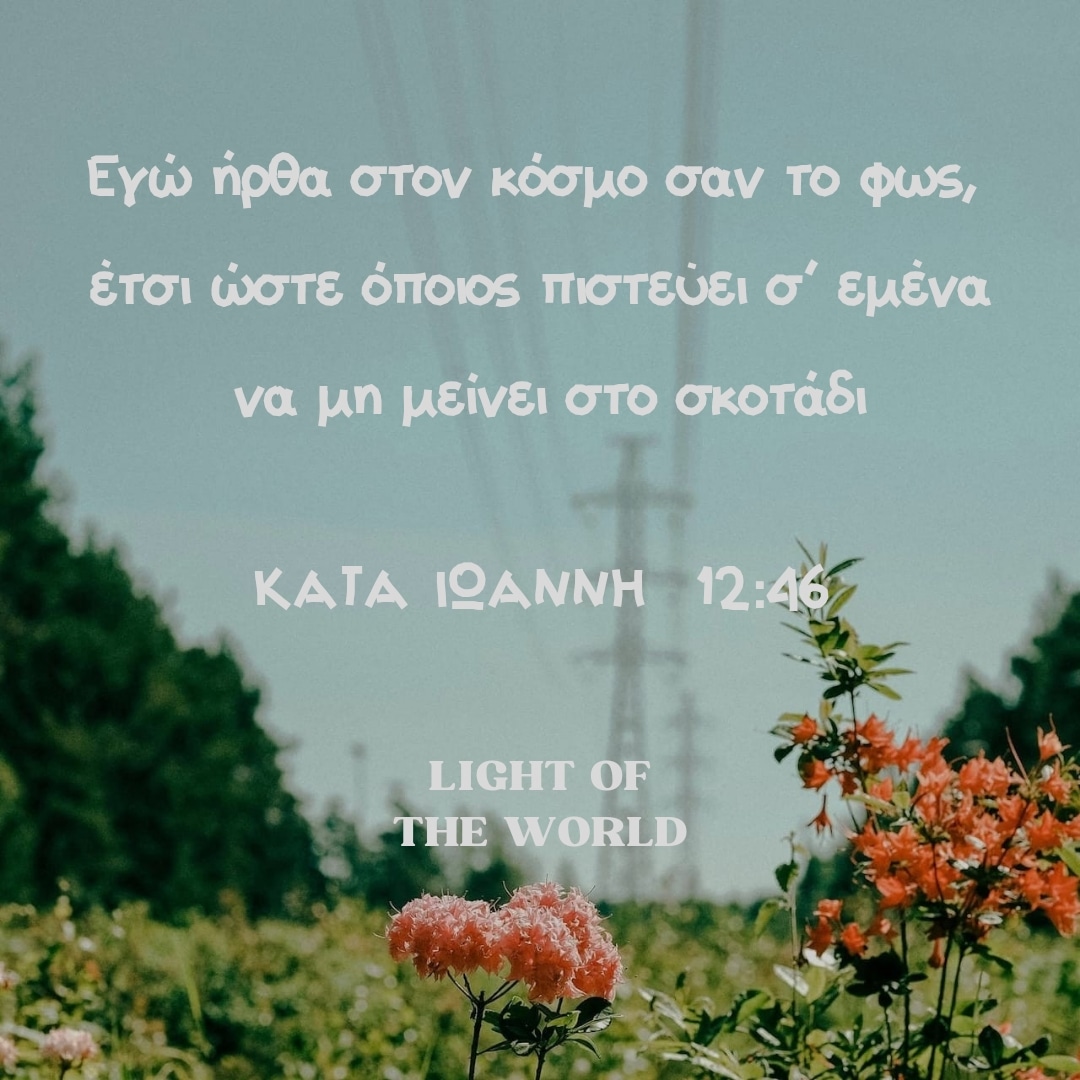 Εγώ ήρθα στον κόσμο σαν το φως,
έτσι ώστε όποιος πιστεύει σ' εμένα
να μη μείνει στο σκοτάδι
ΚΑΤΑ ΙΩΑΝΝΗ 12:46
LIGHT OF
THE WORLD